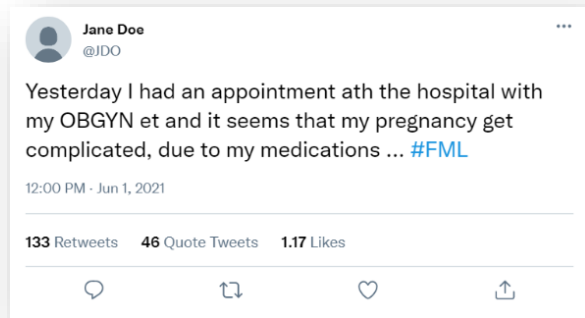 Jane Doe
@JDO
Yesterday I had an appointment ath the hospital with
my OBGYN et and it seems that my pregnancy get
complicated, due to my medications ... #FML
12:00 PM · Jun 1, 2021
133 Retweets 46 Quote Tweets 1.17 Likes